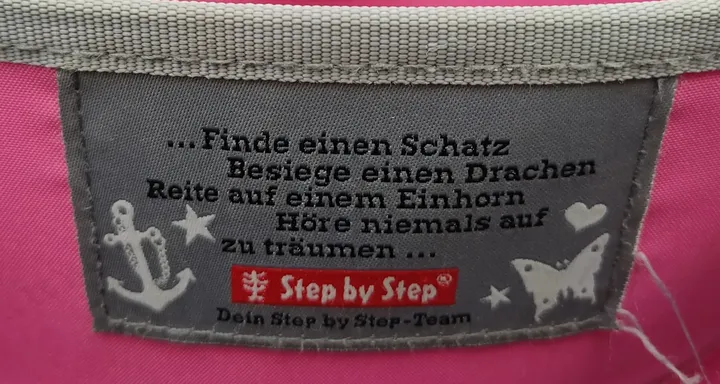 ...Finde einen Schatz
Besiege einen Drachen
Reite auf einem Einhorn
Höre niemals auf
zu träumen ...
Step by Step®
Dein Step by Step-Team